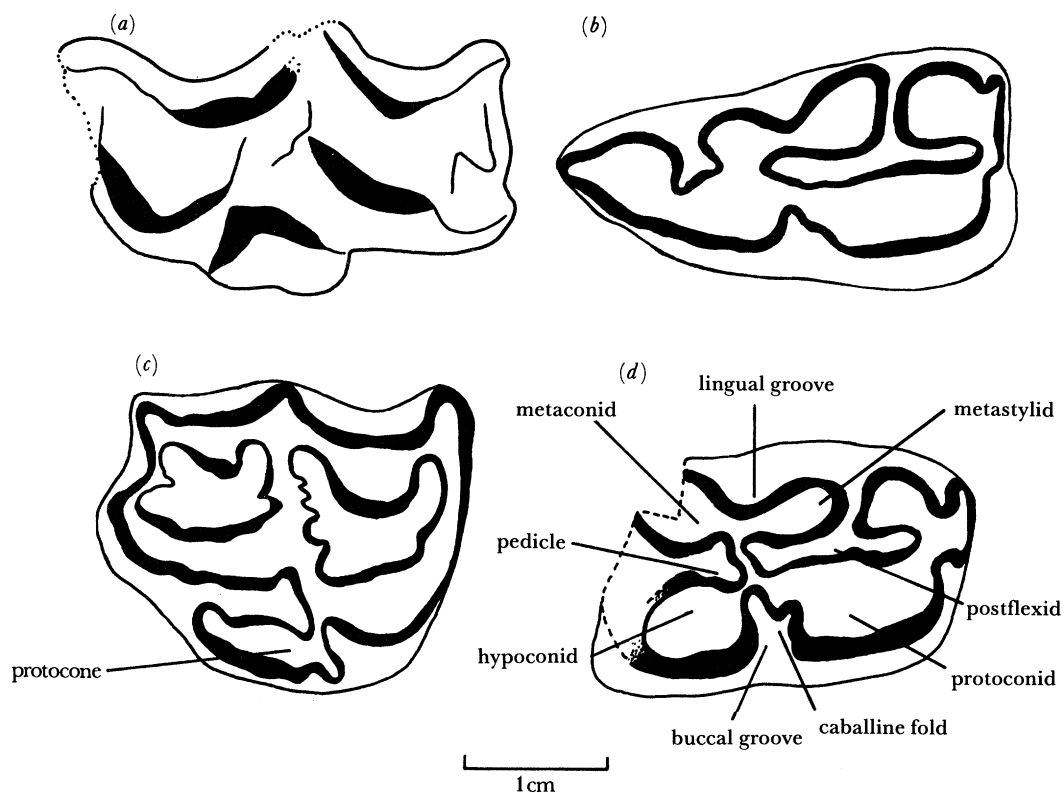 (a)
(b)
(c)
protocone
(d)
lingual groove
metaconid
metastylid
pedicle
postflexid
hypoconid
protoconid
caballine fold
buccal groove
1cm